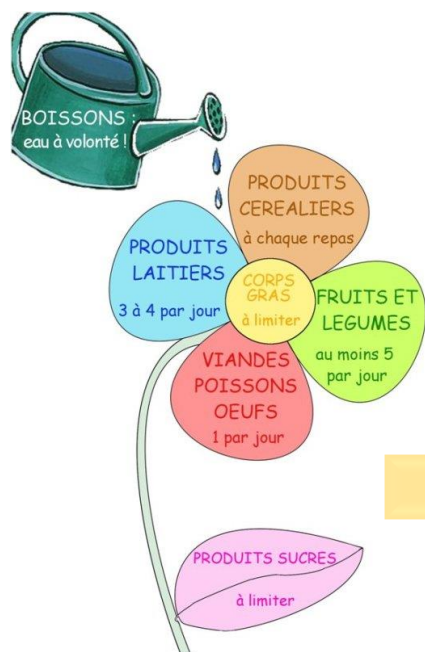 BOISSONS :
eau à volonté !
PRODUITS
CEREALIERS
à chaque repas
PRODUITS
LAITIERS
3 à 4 par jour
CORPS
GRAS
à limiter
FRUITS ET
LEGUMES
au moins 5
par jour
VIANDES
POISSONS
OEUFS
1 par jour
PRODUITS SUCRES
à limiter